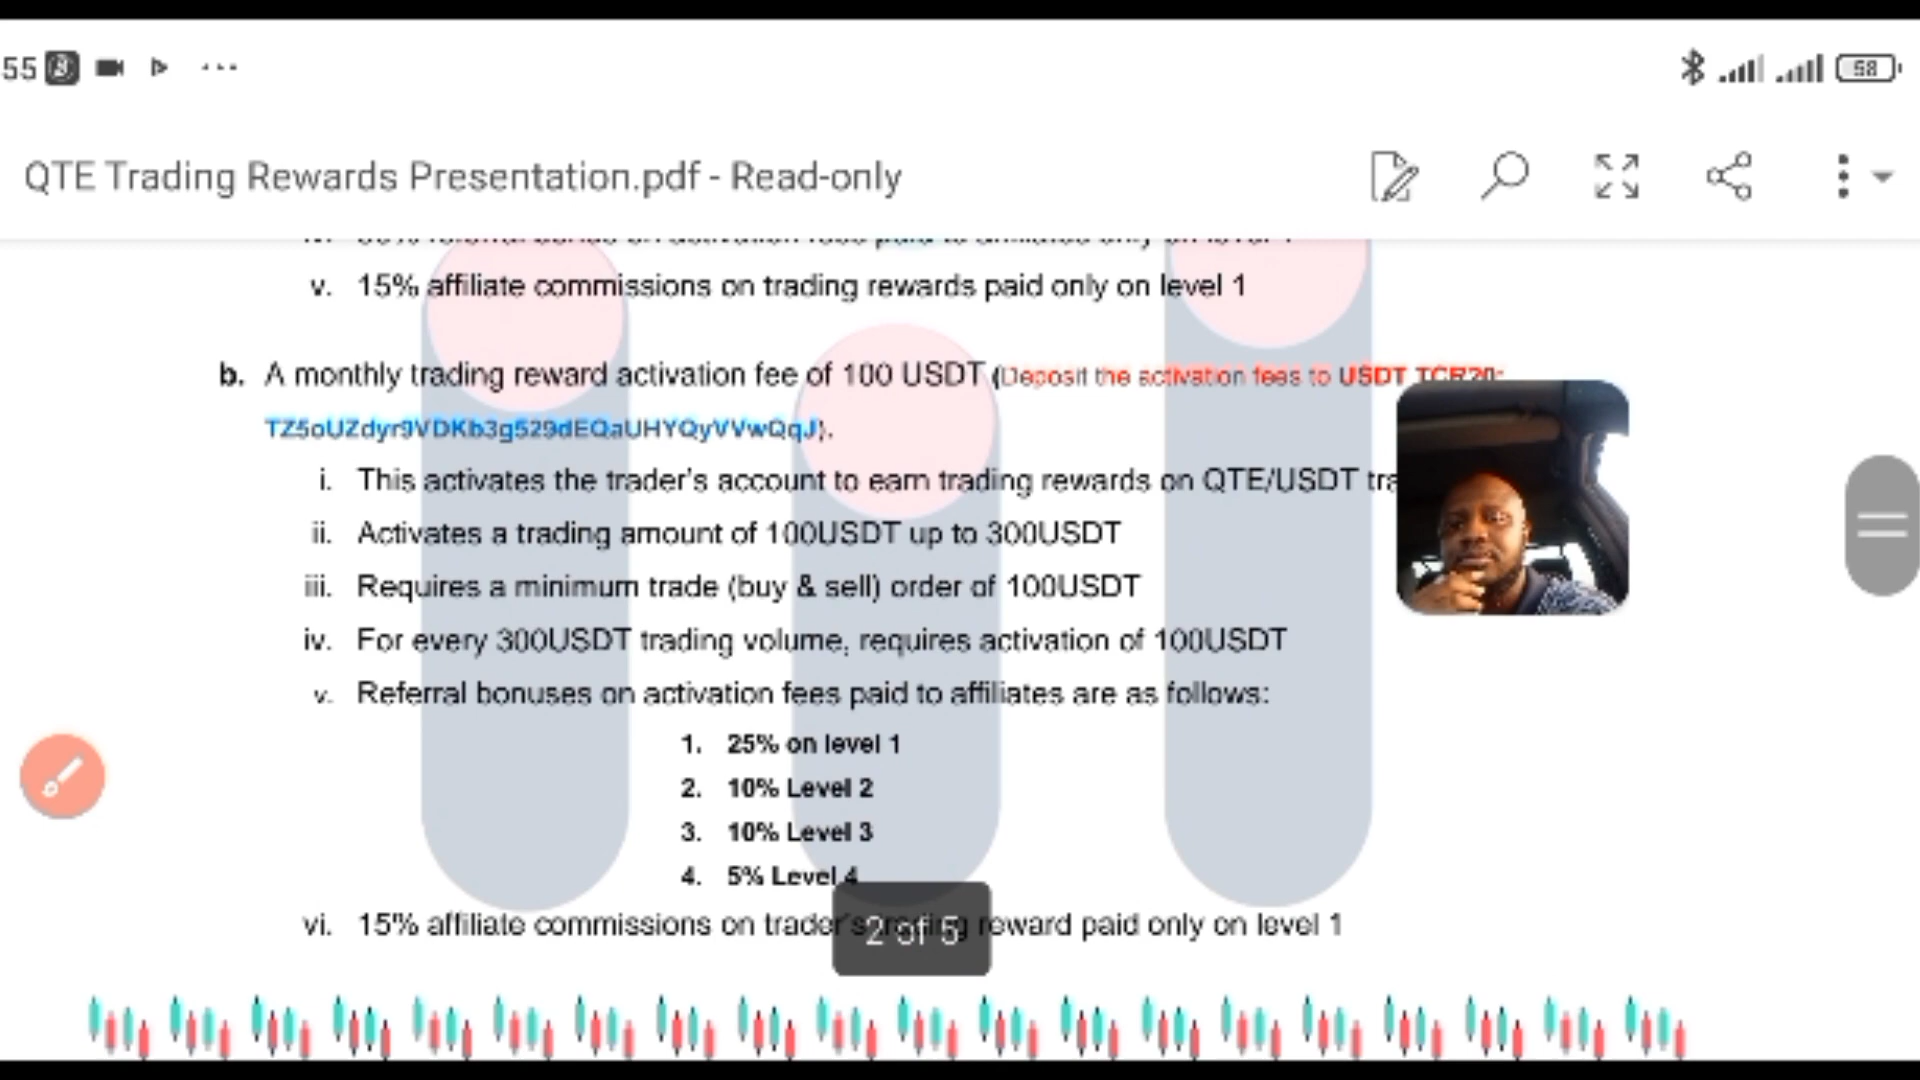 55
58
QTE Trading Rewards Presentation.pdf - Read-only
v. 15% affiliate commissions on trading rewards paid only on level 1
b. A monthly trading reward activation fee of 100 USDT (Deposit the activation fees to USDT TCR20:
TZ5oUZdyr9VDKb3g529dEQaUHYQyVVwQqJ).
i. This activates the trader's account to earn trading rewards on QTE/USDT tra
ii. Activates a trading amount of 100USDT up to 300USDT
iii. Requires a minimum trade (buy & sell) order of 100USDT
iv. For every 300USDT trading volume, requires activation of 100USDT
v. Referral bonuses on activation fees paid to affiliates are as follows:
1. 25% on level 1
2. 10% Level 2
3. 10% Level 3
4. 5% Level 4
vi. 15% affiliate commissions on trader's trading reward paid only on level 1
2 of 5